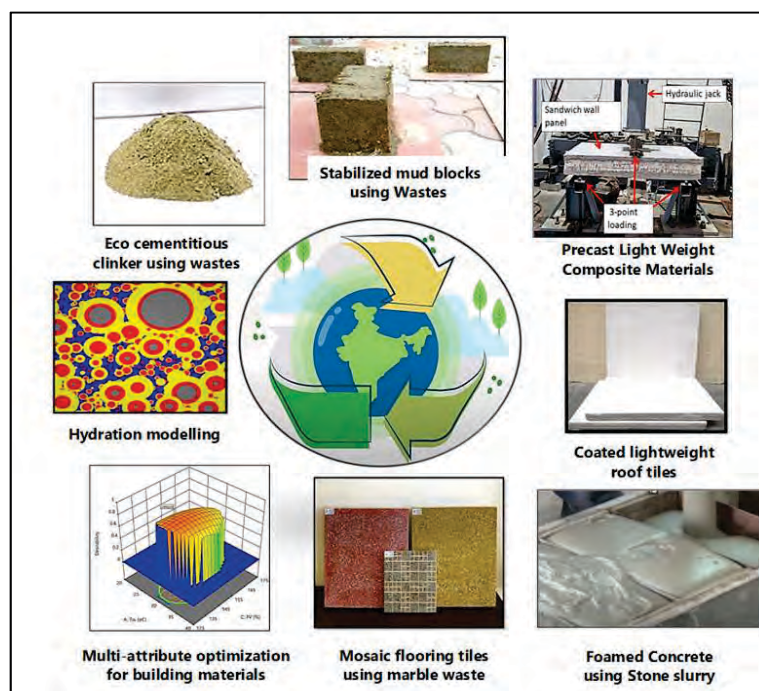 Hydraulic jack
Sandwich wall
panel
3-point
loading
Stabilized mud blocks
using Wastes
Eco cementitious
clinker using wastes
Precast Light Weight
Composite Materials
Hydration modelling
Coated lightweight
roof tiles
Multi-attribute optimization
for building materials
Mosaic flooring tiles
using marble waste
Foamed Concrete
using Stone slurry